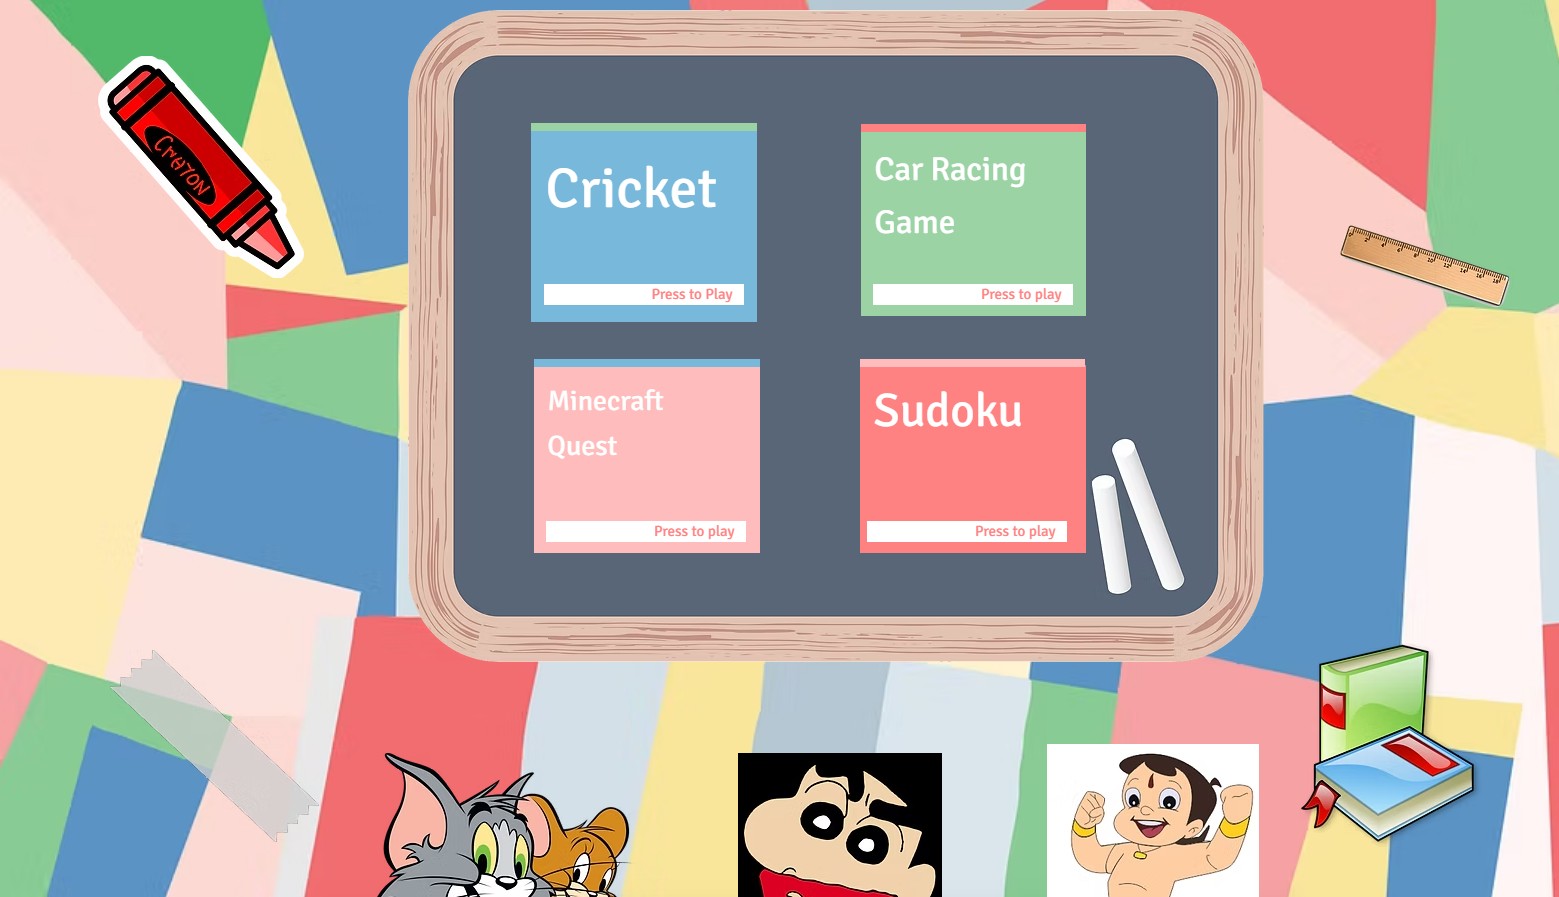 CrAYON
Cricket
Press to Play
Car Racing
Game
Press to play
Minecraft
Quest
Press to play
Sudoku
Press to play